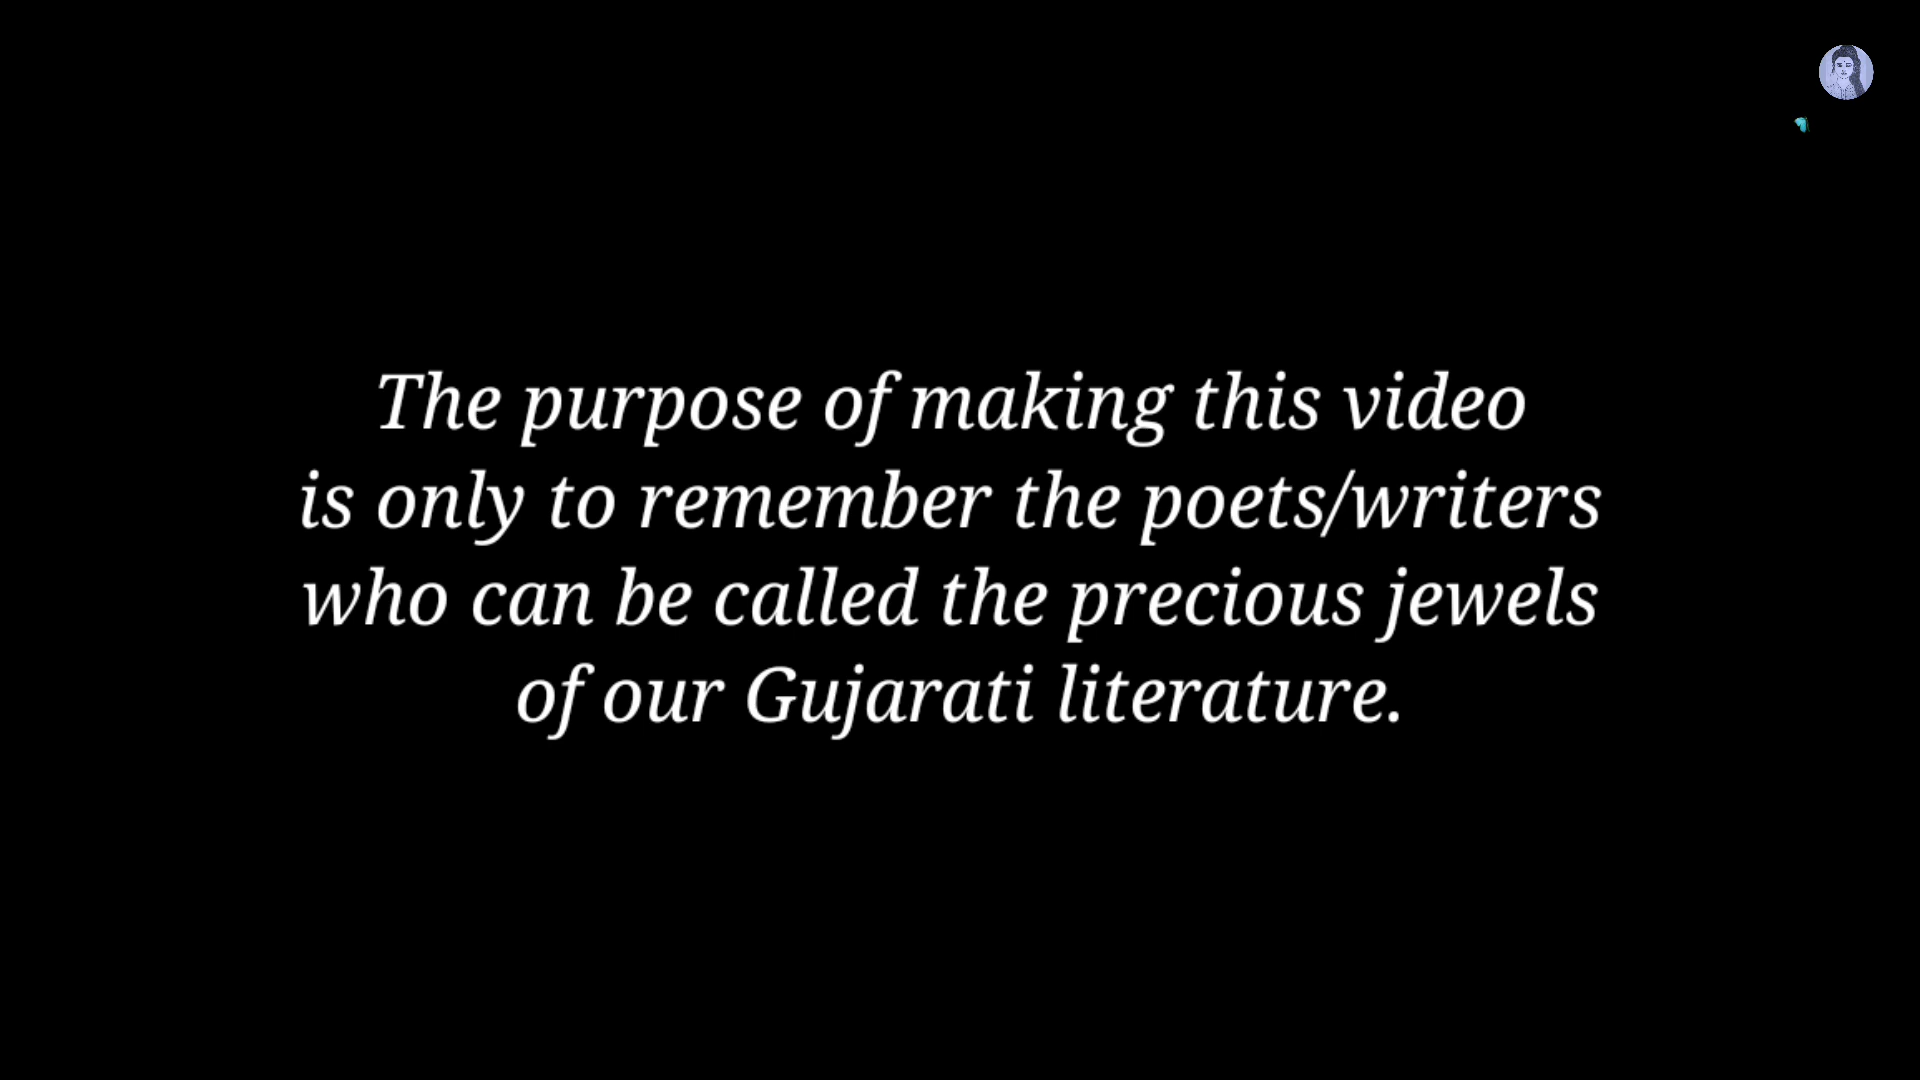 The purpose of making this video
is only to remember the poets/writers
who can be called the precious jewels
of our Gujarati literature.